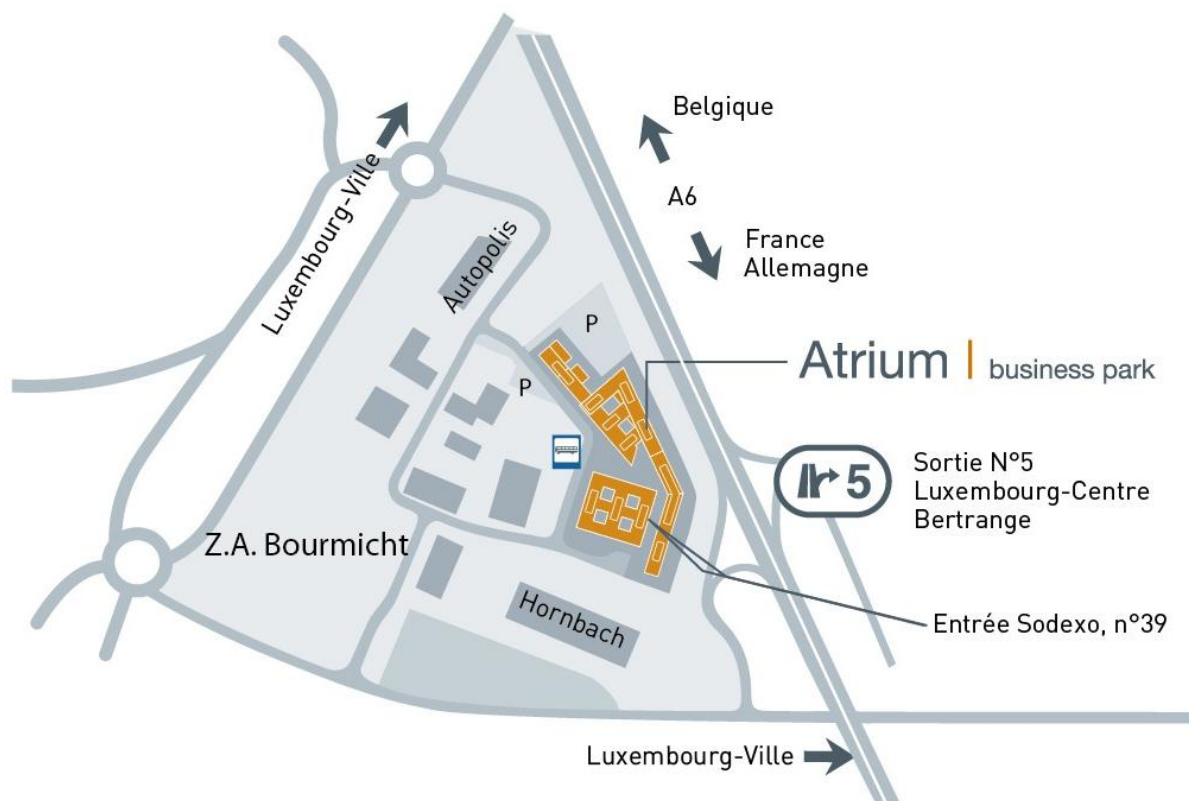 Belgique
A6
France
Allemagne
Luxembourg-Ville
Autopolis
P
P
Atrium | business park
5
Sortie N°5
Luxembourg-Centre
Bertrange
Z.A. Bourmicht
Hornbach
Entrée Sodexo, n°39
Luxembourg-Ville